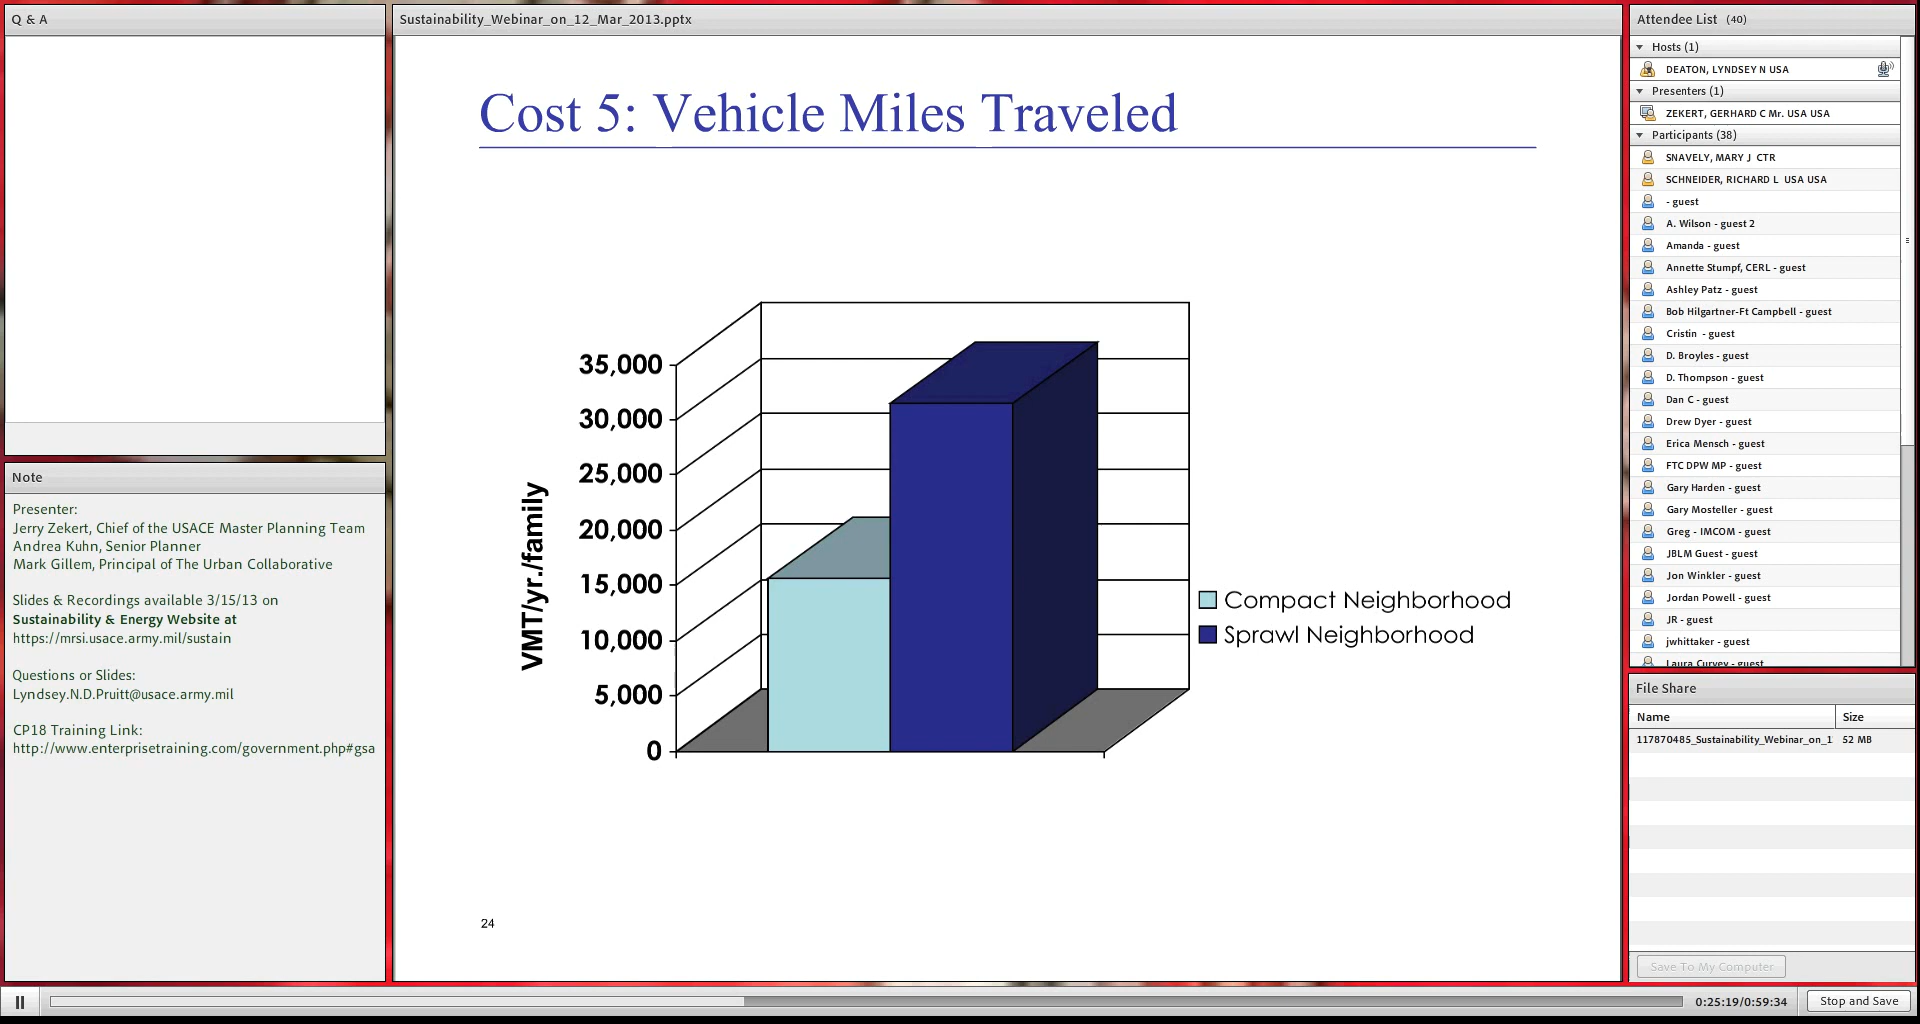 Q & A
Note
Presenter:
Jerry Zekert, Chief of the USACE Master Planning Team
Andrea Kuhn, Senior Planner
Mark Gillem, Principal of The Urban Collaborative
Slides & Recordings available 3/15/13 on
Sustainability & Energy Website at
https://mrsi.usace.army.mil/sustain
Questions or Slides:
Lyndsey.N.D.Pruitt@usace.army.mil
CP18 Training Link:
http://www.enterprisetraining.com/government.php#gsa
Sustainability_Webinar_on_12_Mar_2013.pptx
Cost 5: Vehicle Miles Traveled
VMT/yr./family
35,000
30,000
25,000
20,000
15,000
10,000
5,000
0
Compact Neighborhood
Sprawl Neighborhood
24
Attendee List (40)
Hosts (1)
DEATON, LYNDSEY N USA
Presenters (1)
ZEKERT, GERHARD C Mr. USA USA
Participants (38)
SNAVELY, MARY J CTR
SCHNEIDER, RICHARD L USA USA
- guest
A. Wilson - guest 2
Amanda - guest
Annette Stumpf, CERL - guest
Ashley Patz - guest
Bob Hilgartner-Ft Campbell - guest
Cristin - guest
D. Broyles - guest
D. Thompson - guest
Dan C - guest
Drew Dyer - guest
Erica Mensch - guest
FTC DPW MP - guest
Gary Harden - guest
Gary Mosteller - guest
Greg - IMCOM - guest
JBLM Guest - guest
Jon Winkler - guest
Jordan Powell - guest
JR - guest
jwhittaker - guest
Laura Curvey - guest
File Share
Name Size
117870485_Sustainability_Webinar_on_1 52 MB
Save To My Computer
0:25:19/0:59:34
Stop and Save